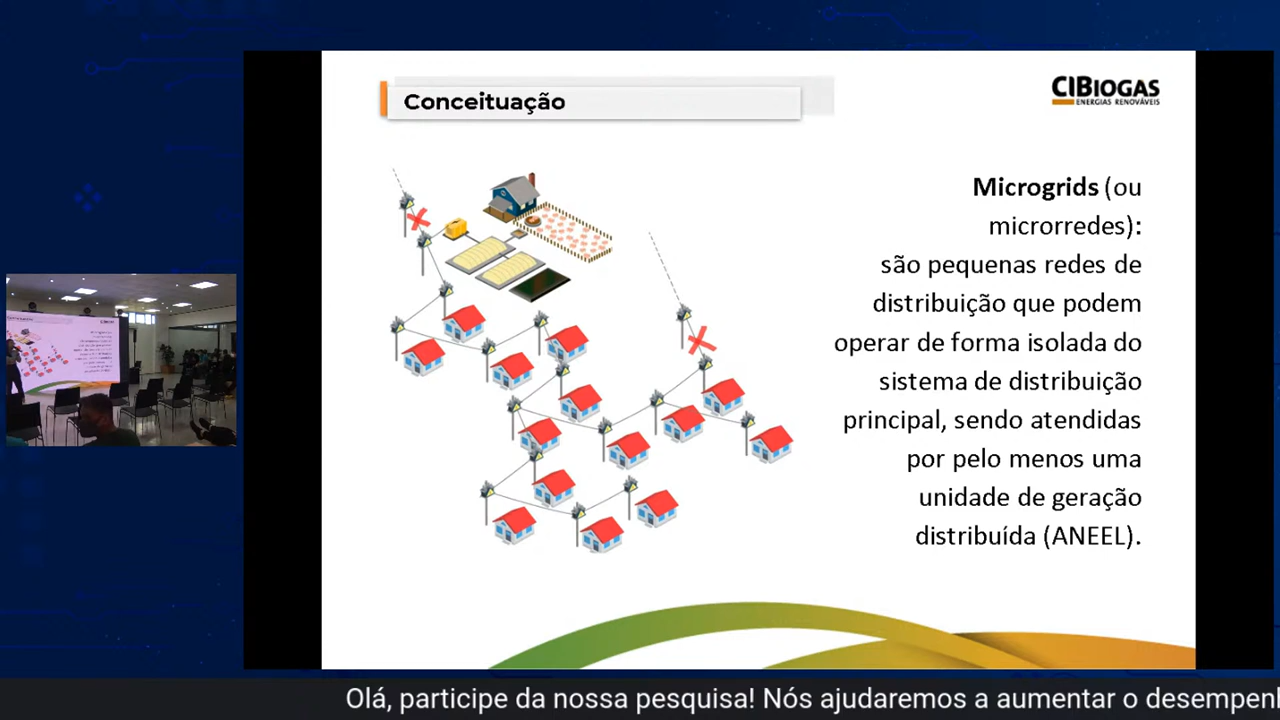 Conceituação
CIBIOGAS
ENERGIAS RENOVÁVEIS
Microgrids (ou
microrredes):
são pequenas redes de
distribuição que podem
operar de forma isolada do
sistema de distribuição
principal, sendo atendidas
por pelo menos uma
unidade de geração
distribuída (ANEEL).
Olá, participe da nossa pesquisa! Nós ajudaremos a aumentar o desempen